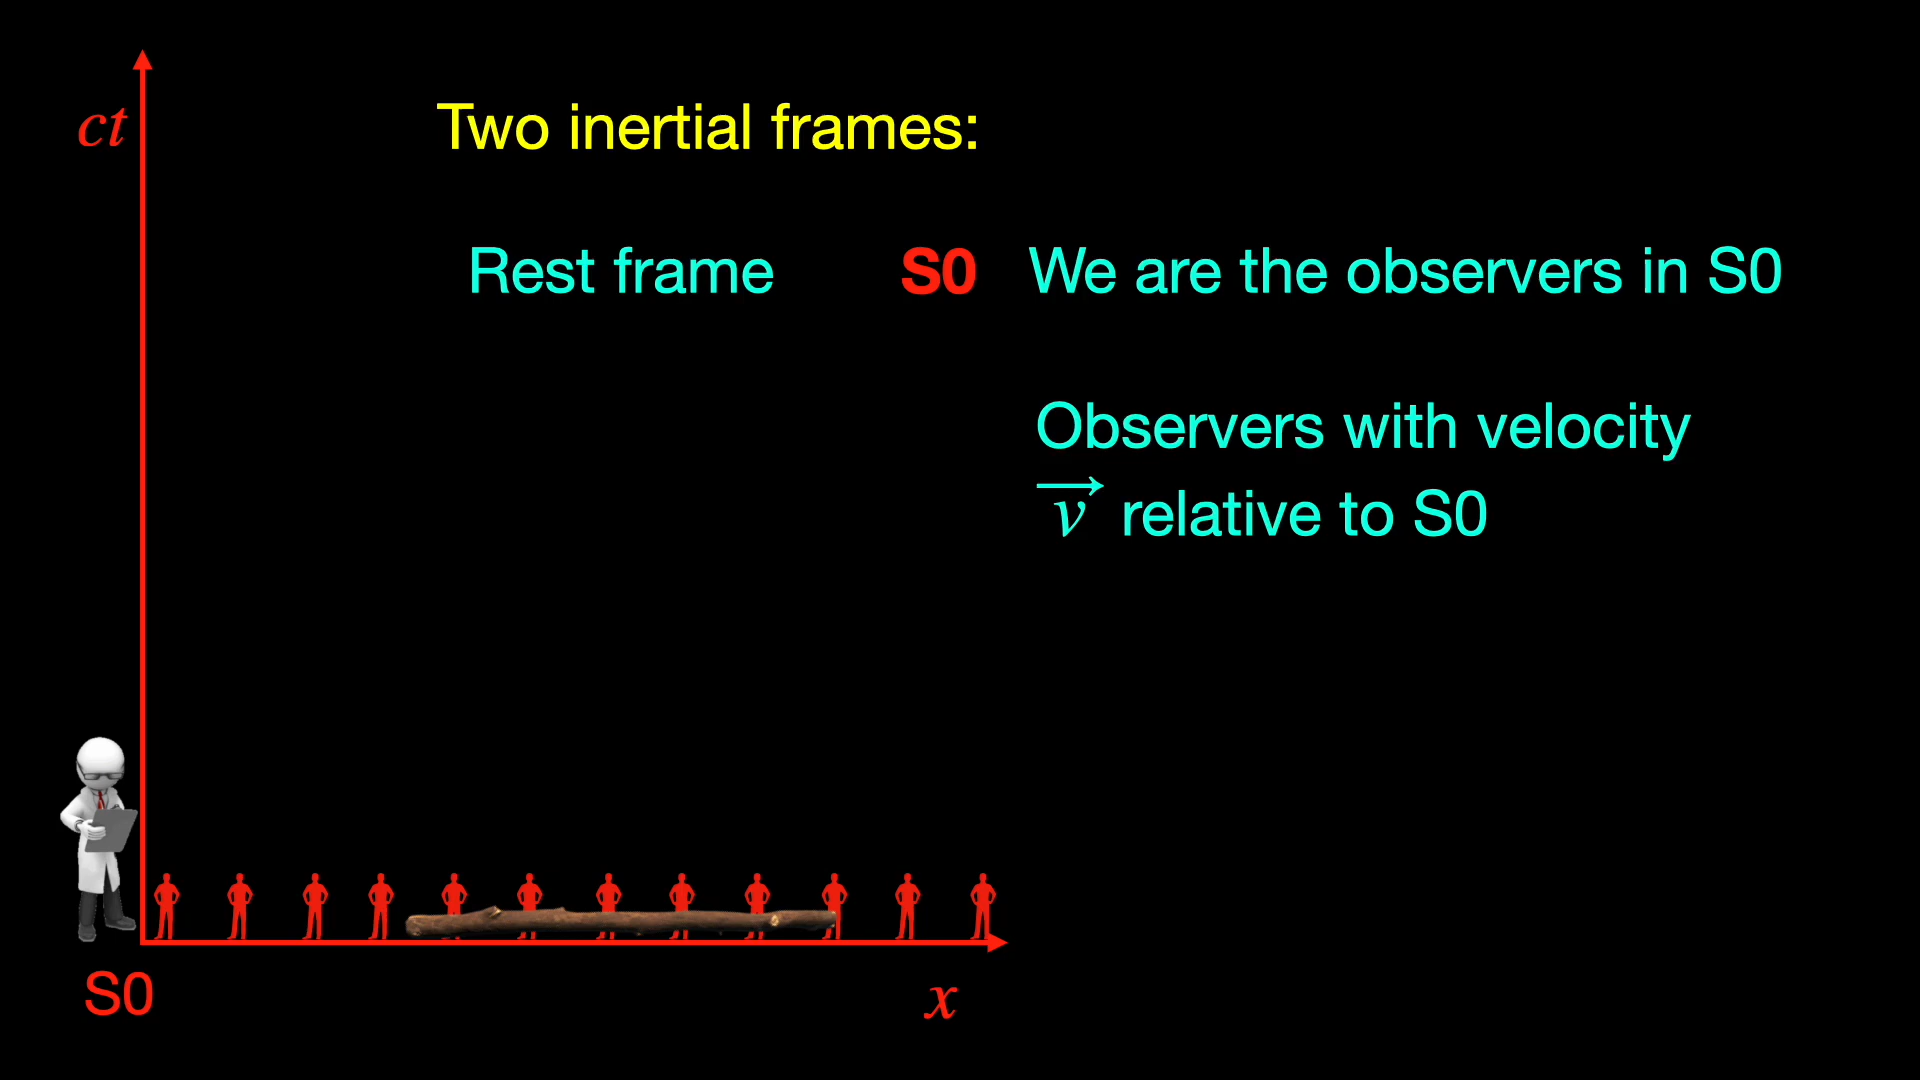 ct
Two inertial frames:
Rest frame S0 We are the observers in S0
Observers with velocity
v relative to S0
S0
x